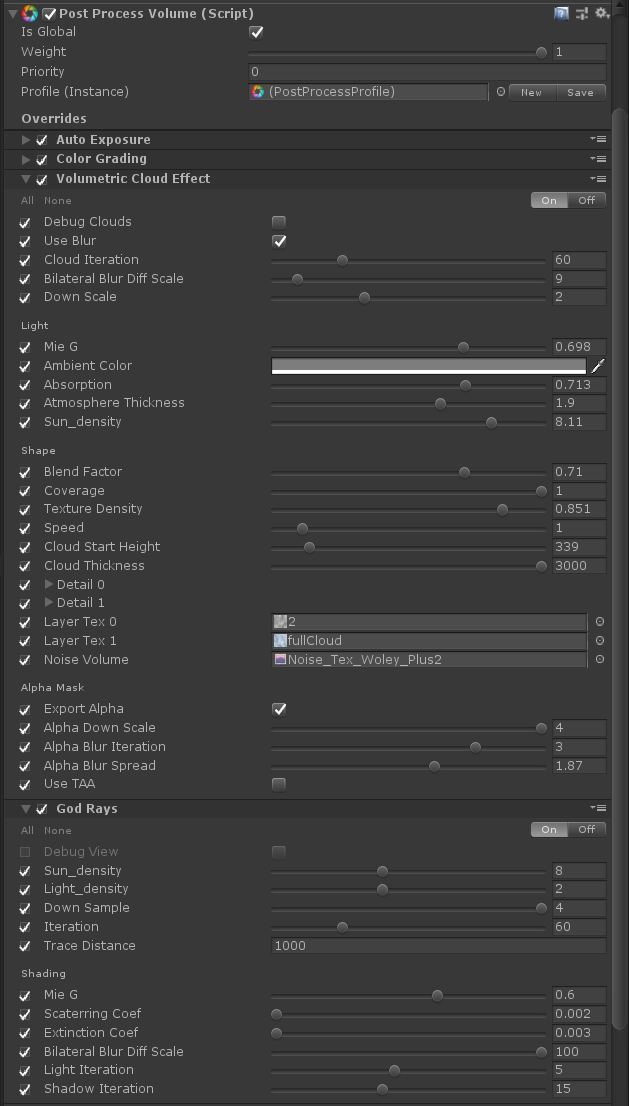 Post Process Volume (Script)
Is Global
Weight 1
Priority 0
Profile (Instance) (PostProcessProfile) New Save
Overrides
Auto Exposure
Color Grading
Volumetric Cloud Effect
All None On Off
Debug Clouds
Use Blur
Cloud Iteration 60
Bilateral Blur Diff Scale 9
Down Scale 2
Light
Mie G 0.698
Ambient Color
Absorption 0.713
Atmosphere Thickness 1.9
Sun_density 8.11
Shape
Blend Factor 0.71
Coverage 1
Texture Density 0.851
Speed 1
Cloud Start Height 339
Cloud Thickness 3000
Detail 0
Detail 1
Layer Tex 0 2
Layer Tex 1 fullCloud
Noise Volume Noise_Tex_Woley_Plus2
Alpha Mask
Export Alpha
Alpha Down Scale 4
Alpha Blur Iteration 3
Alpha Blur Spread 1.87
Use TAA
God Rays
All None On Off
Debug View
Sun_density 8
Light_density 2
Down Sample 4
Iteration 60
Trace Distance 1000
Shading
Mie G 0.6
Scaterring Coef 0.002
Extinction Coef 0.003
Bilateral Blur Diff Scale 100
Light Iteration 5
Shadow Iteration 15